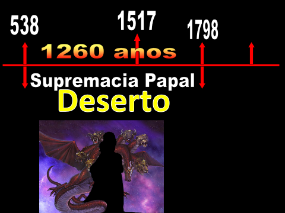 538 1517 1798
1260 anos
Supremacia Papal
Deserto